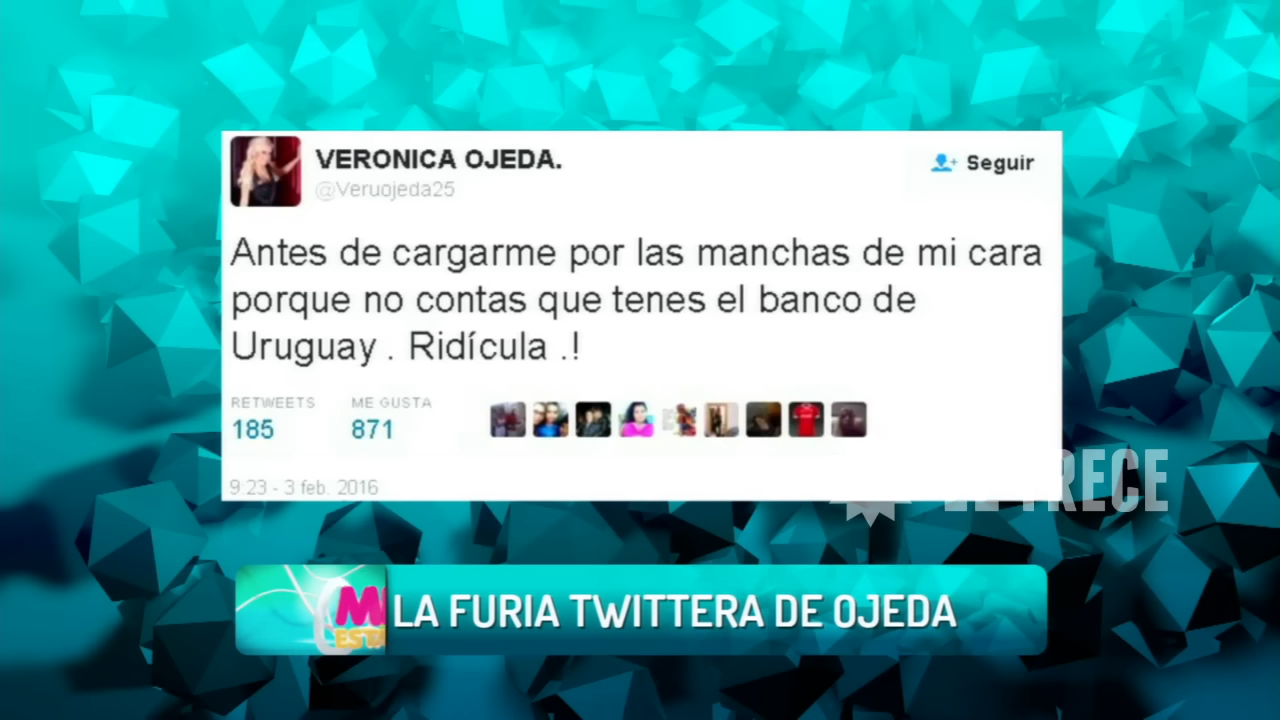 VERONICA OJEDA.
@Veruojeda25
Seguir
Antes de cargarme por las manchas de mi cara
porque no contas que tenes el banco de
Uruguay . Ridícula .!
RETWEETS
ME GUSTA
185
871
9:23 - 3 feb. 2016
TRECE
M
EST
LA FURIA TWITTERA DE OJEDA